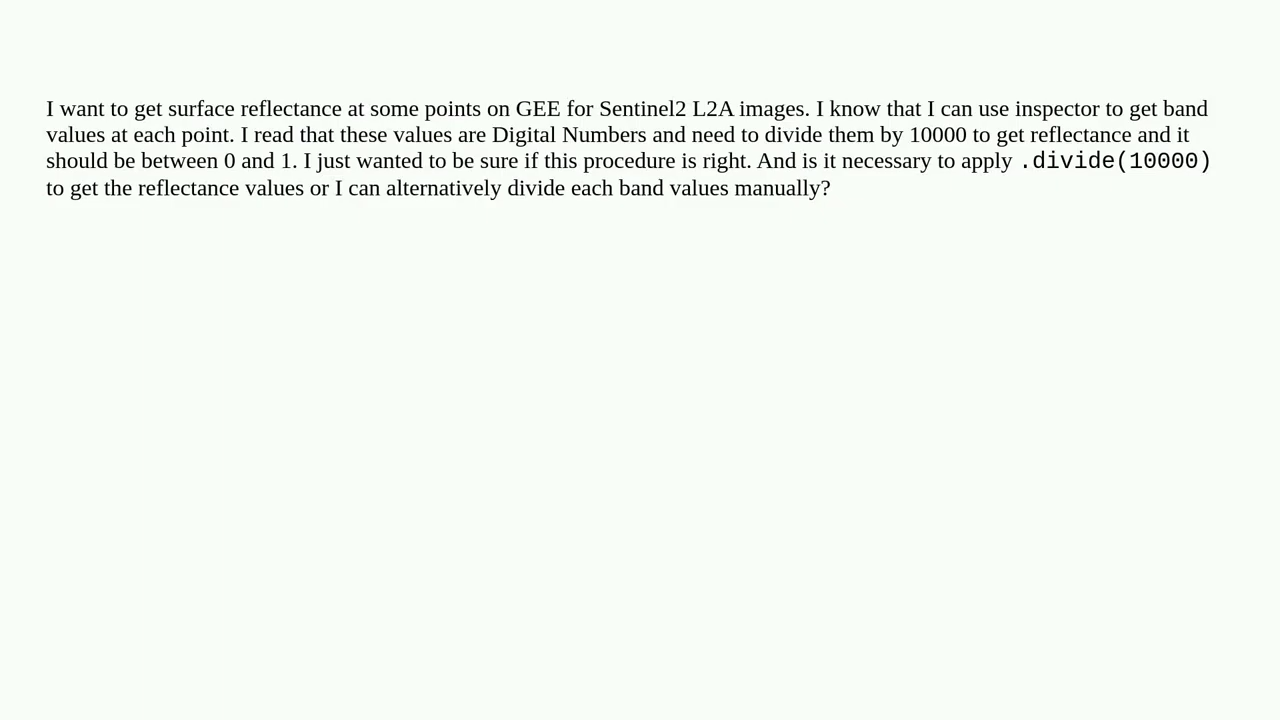 I want to get surface reflectance at some points on GEE for Sentinel2 L2A images. I know that I can use inspector to get band
values at each point. I read that these values are Digital Numbers and need to divide them by 10000 to get reflectance and it
should be between 0 and 1. I just wanted to be sure if this procedure is right. And is it necessary to apply .divide(10000)
to get the reflectance values or I can alternatively divide each band values manually?